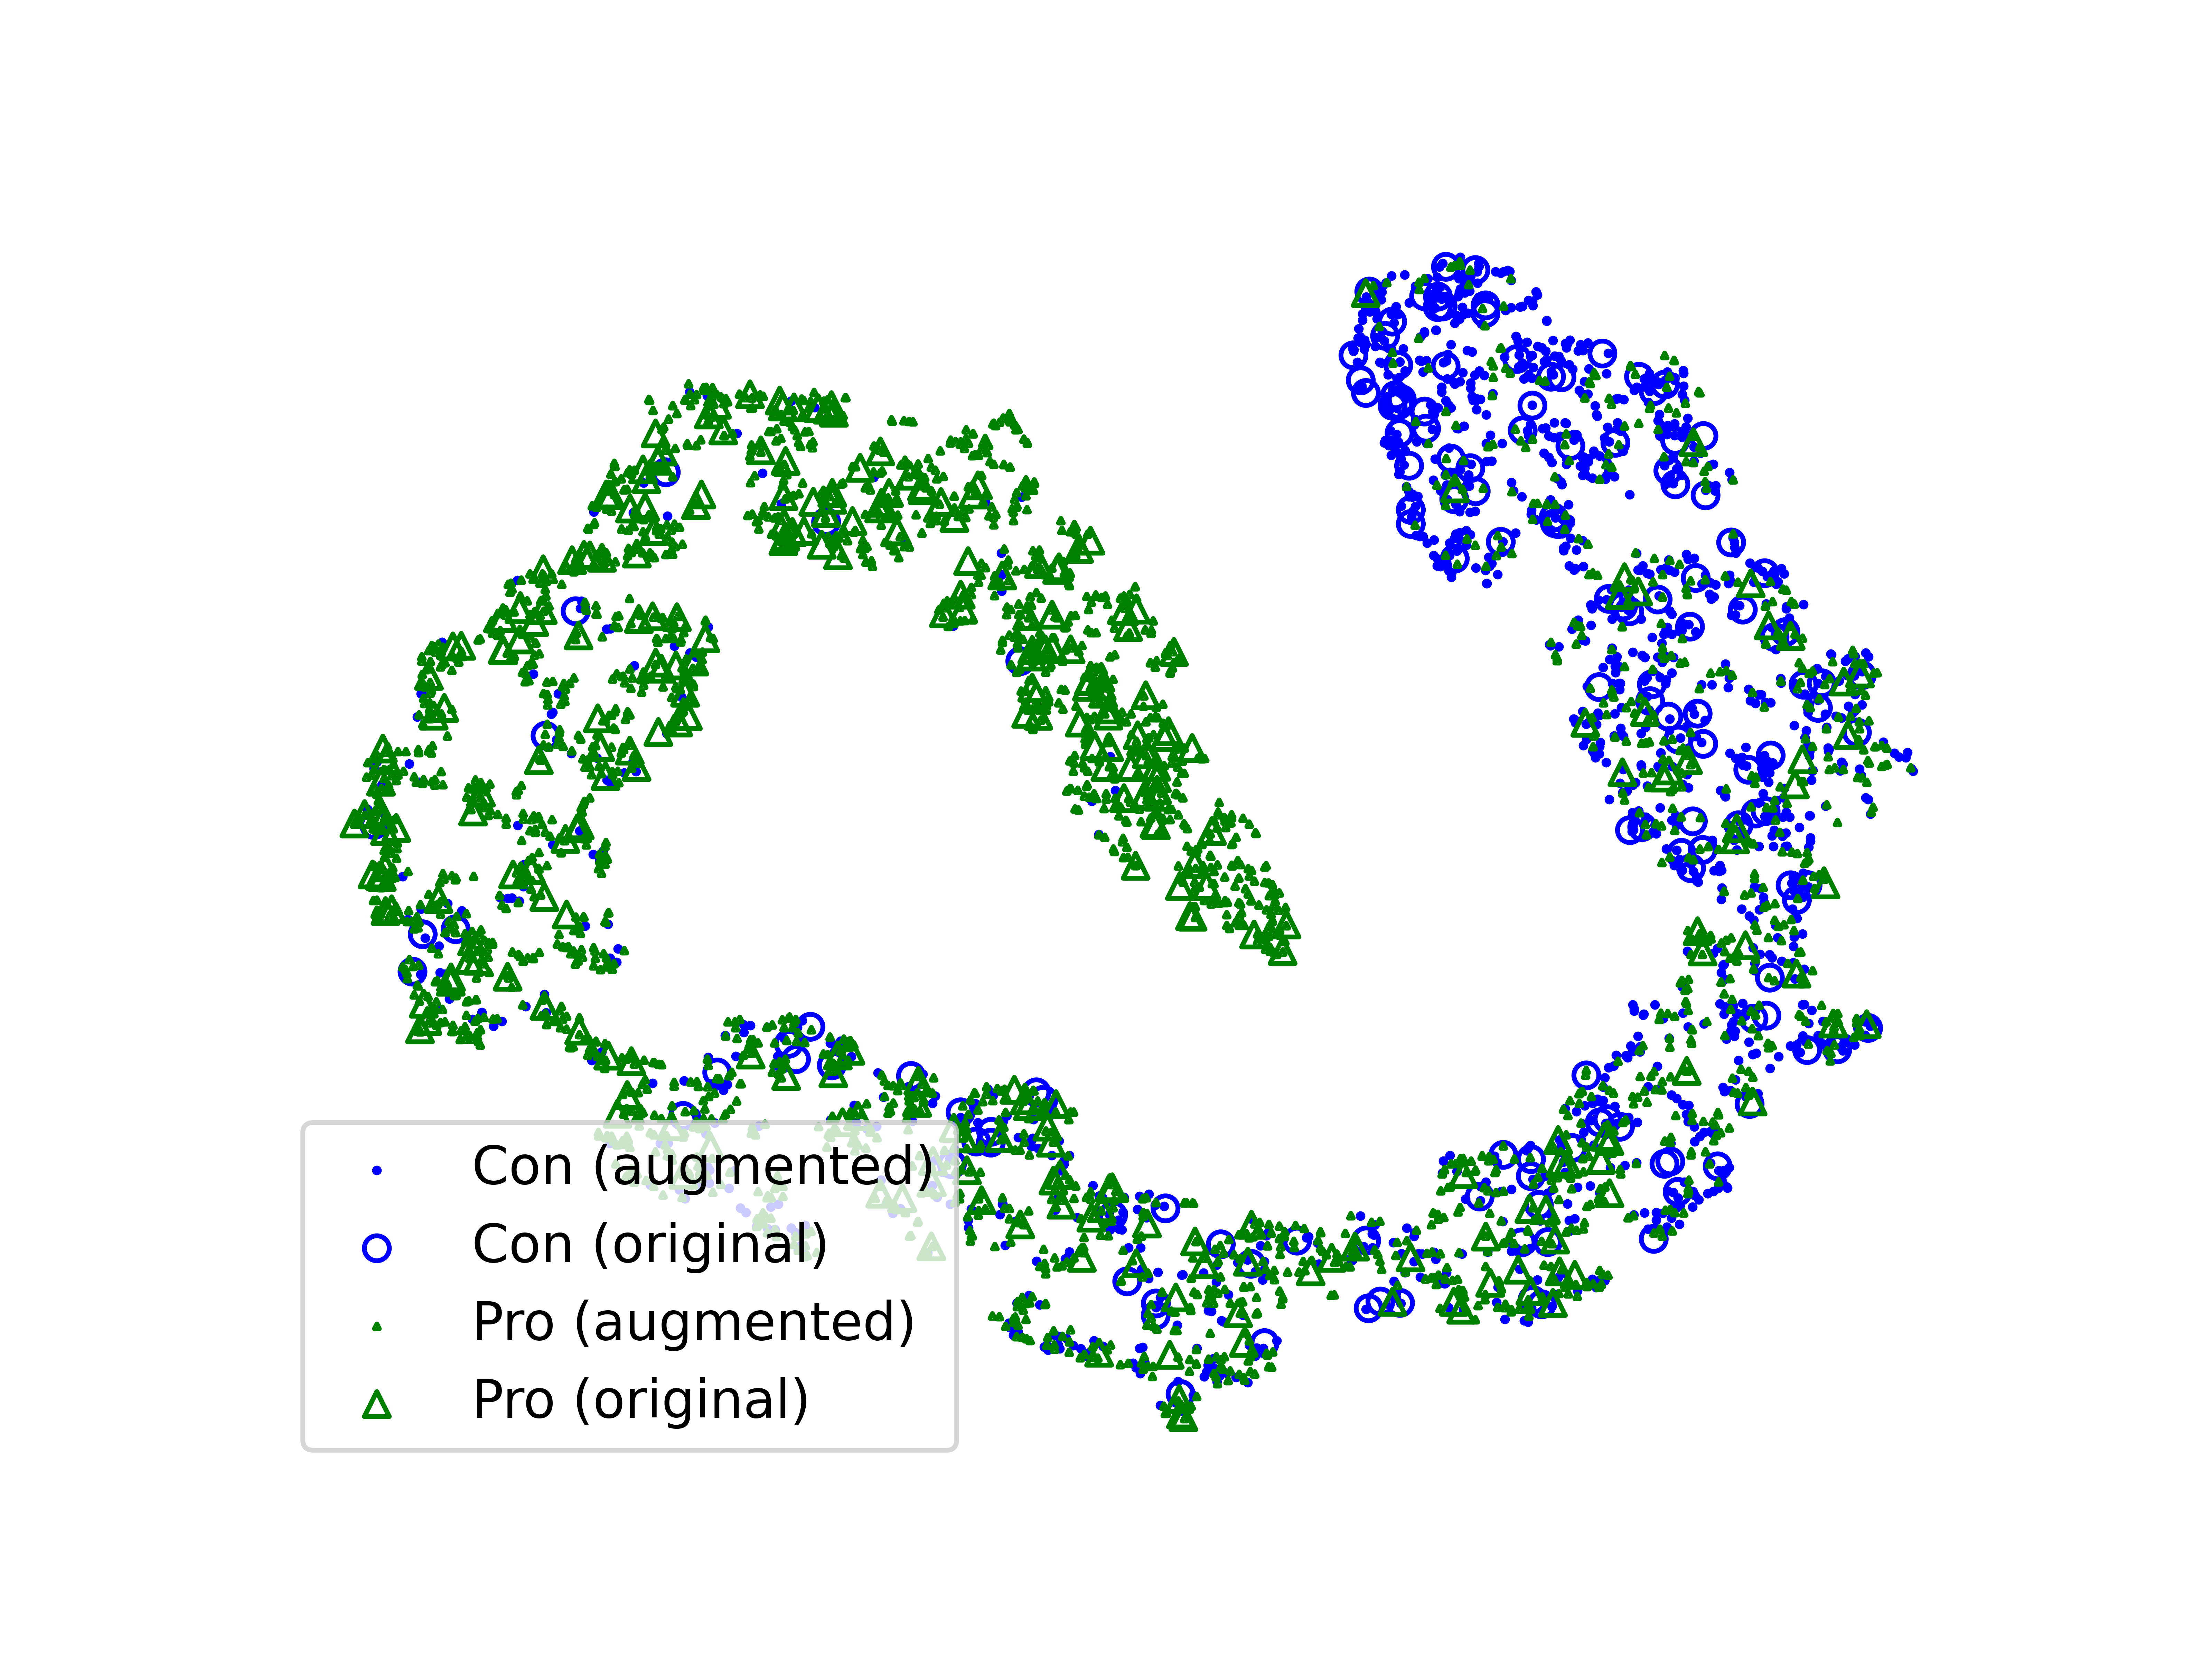 Con (augmented)
Con (original)
Pro (augmented)
Pro (original)